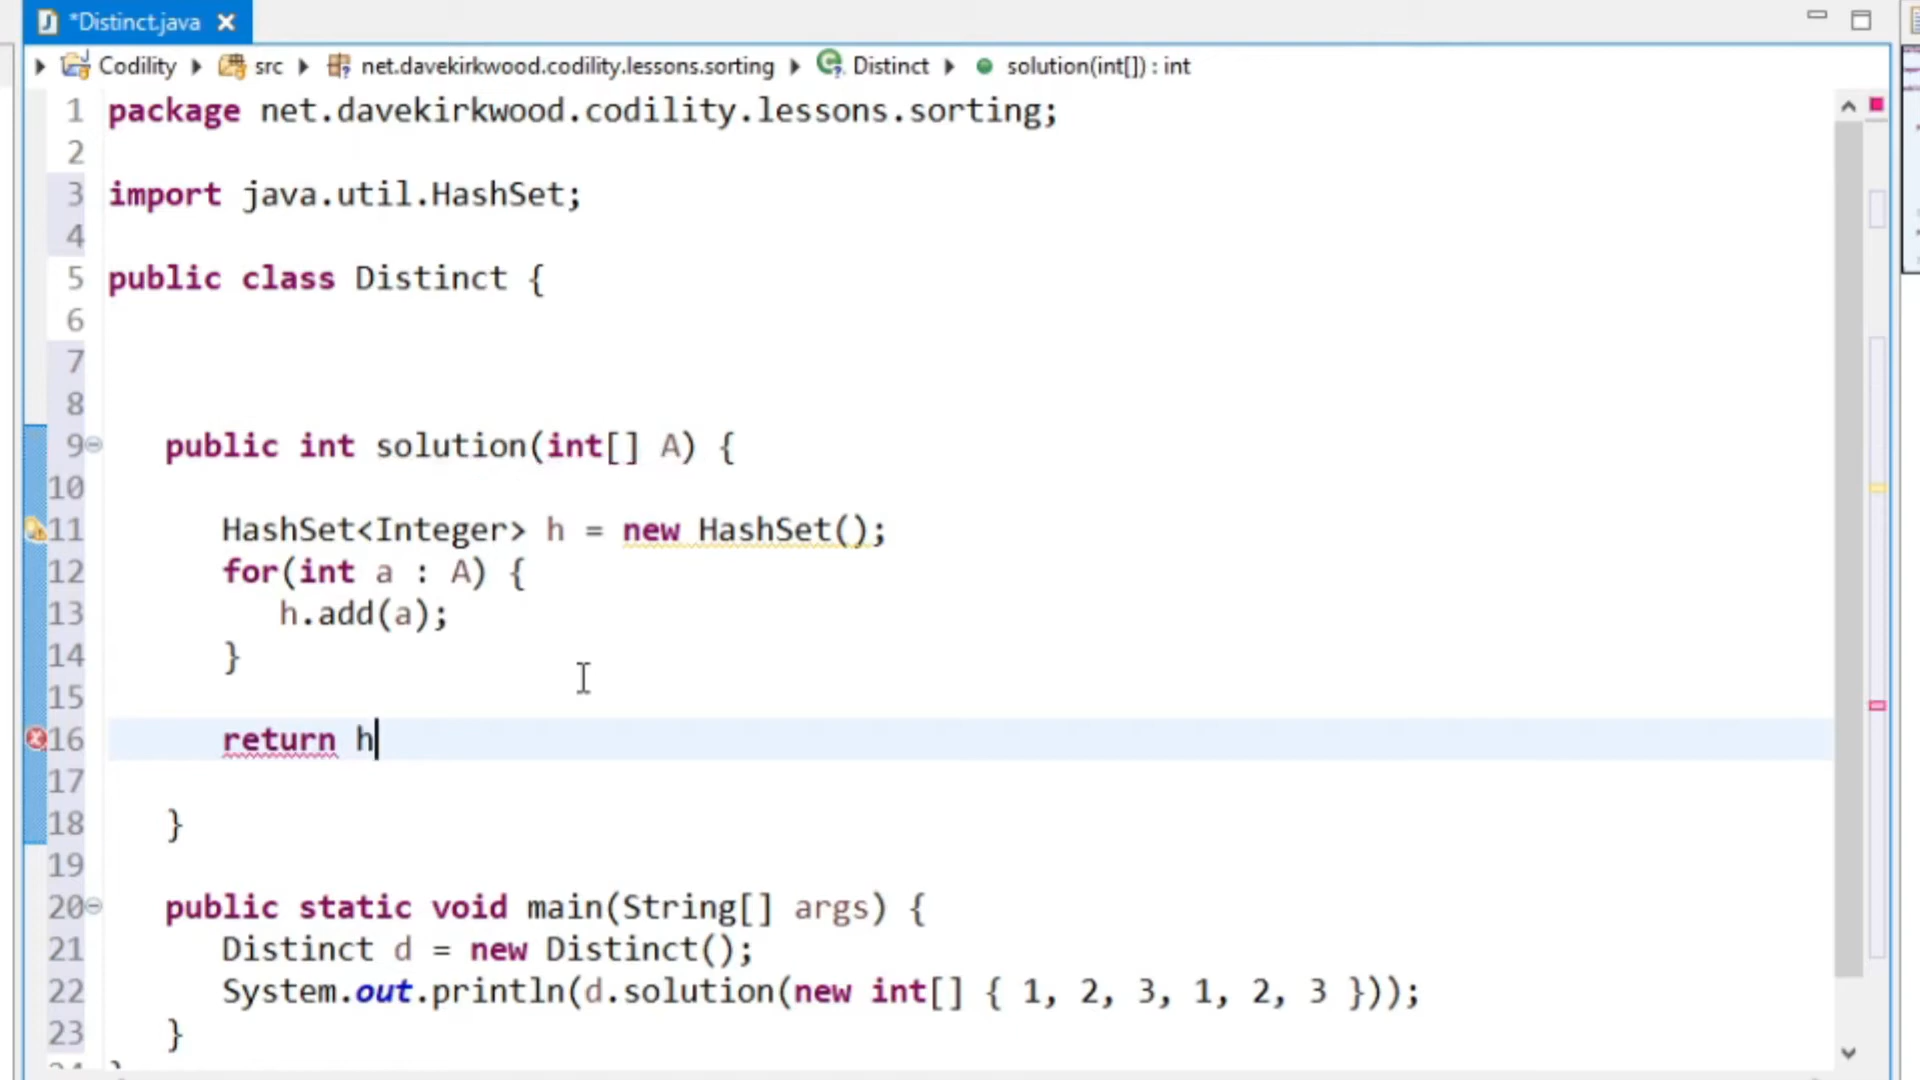 *Distinct.java
Codility src net.davekirkwood.codility.lessons.sorting Distinct solution(int[]) : int
1 package net.davekirkwood.codility.lessons.sorting;
2
3 import java.util.HashSet;
4
5 public class Distinct {
6
7
8
9 public int solution(int[] A) {
10
11 HashSet<Integer> h = new HashSet();
12 for(int a : A) {
13 h.add(a);
14 }
15
16 return h
17
18 }
19
20 public static void main(String[] args) {
21 Distinct d = new Distinct();
22 System.out.println(d.solution(new int[] { 1, 2, 3, 1, 2, 3 }));
23 }